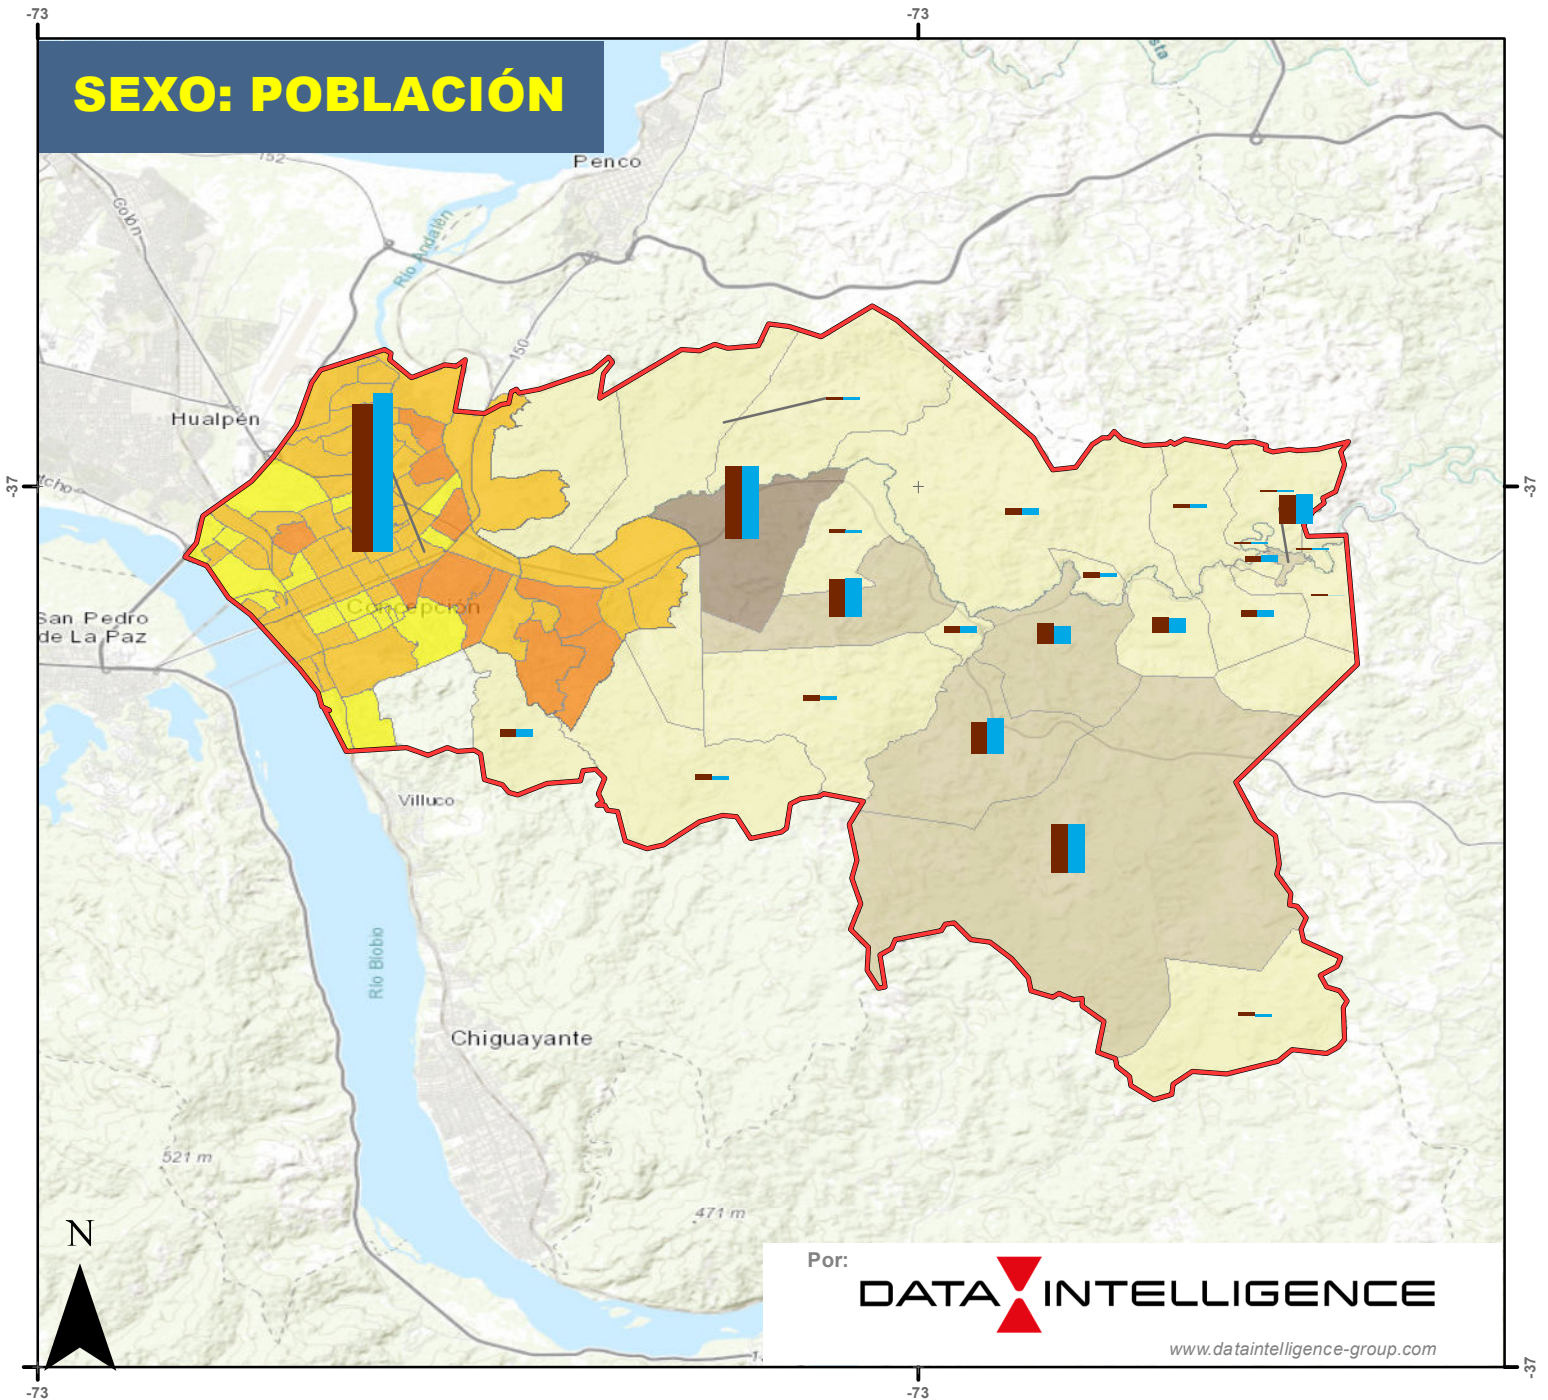 -73
-73
SEXO: POBLACIÓN
152
Penco
Colón
Río Andalén
150
Hualpén
-37
-37
Concepción
San Pedro
de La Paz
Villuco
Río Biobío
Chiguayante
521 m
471 m
N
Por:
DATA INTELLIGENCE
www.dataintelligence-group.com
-37
-73
-73